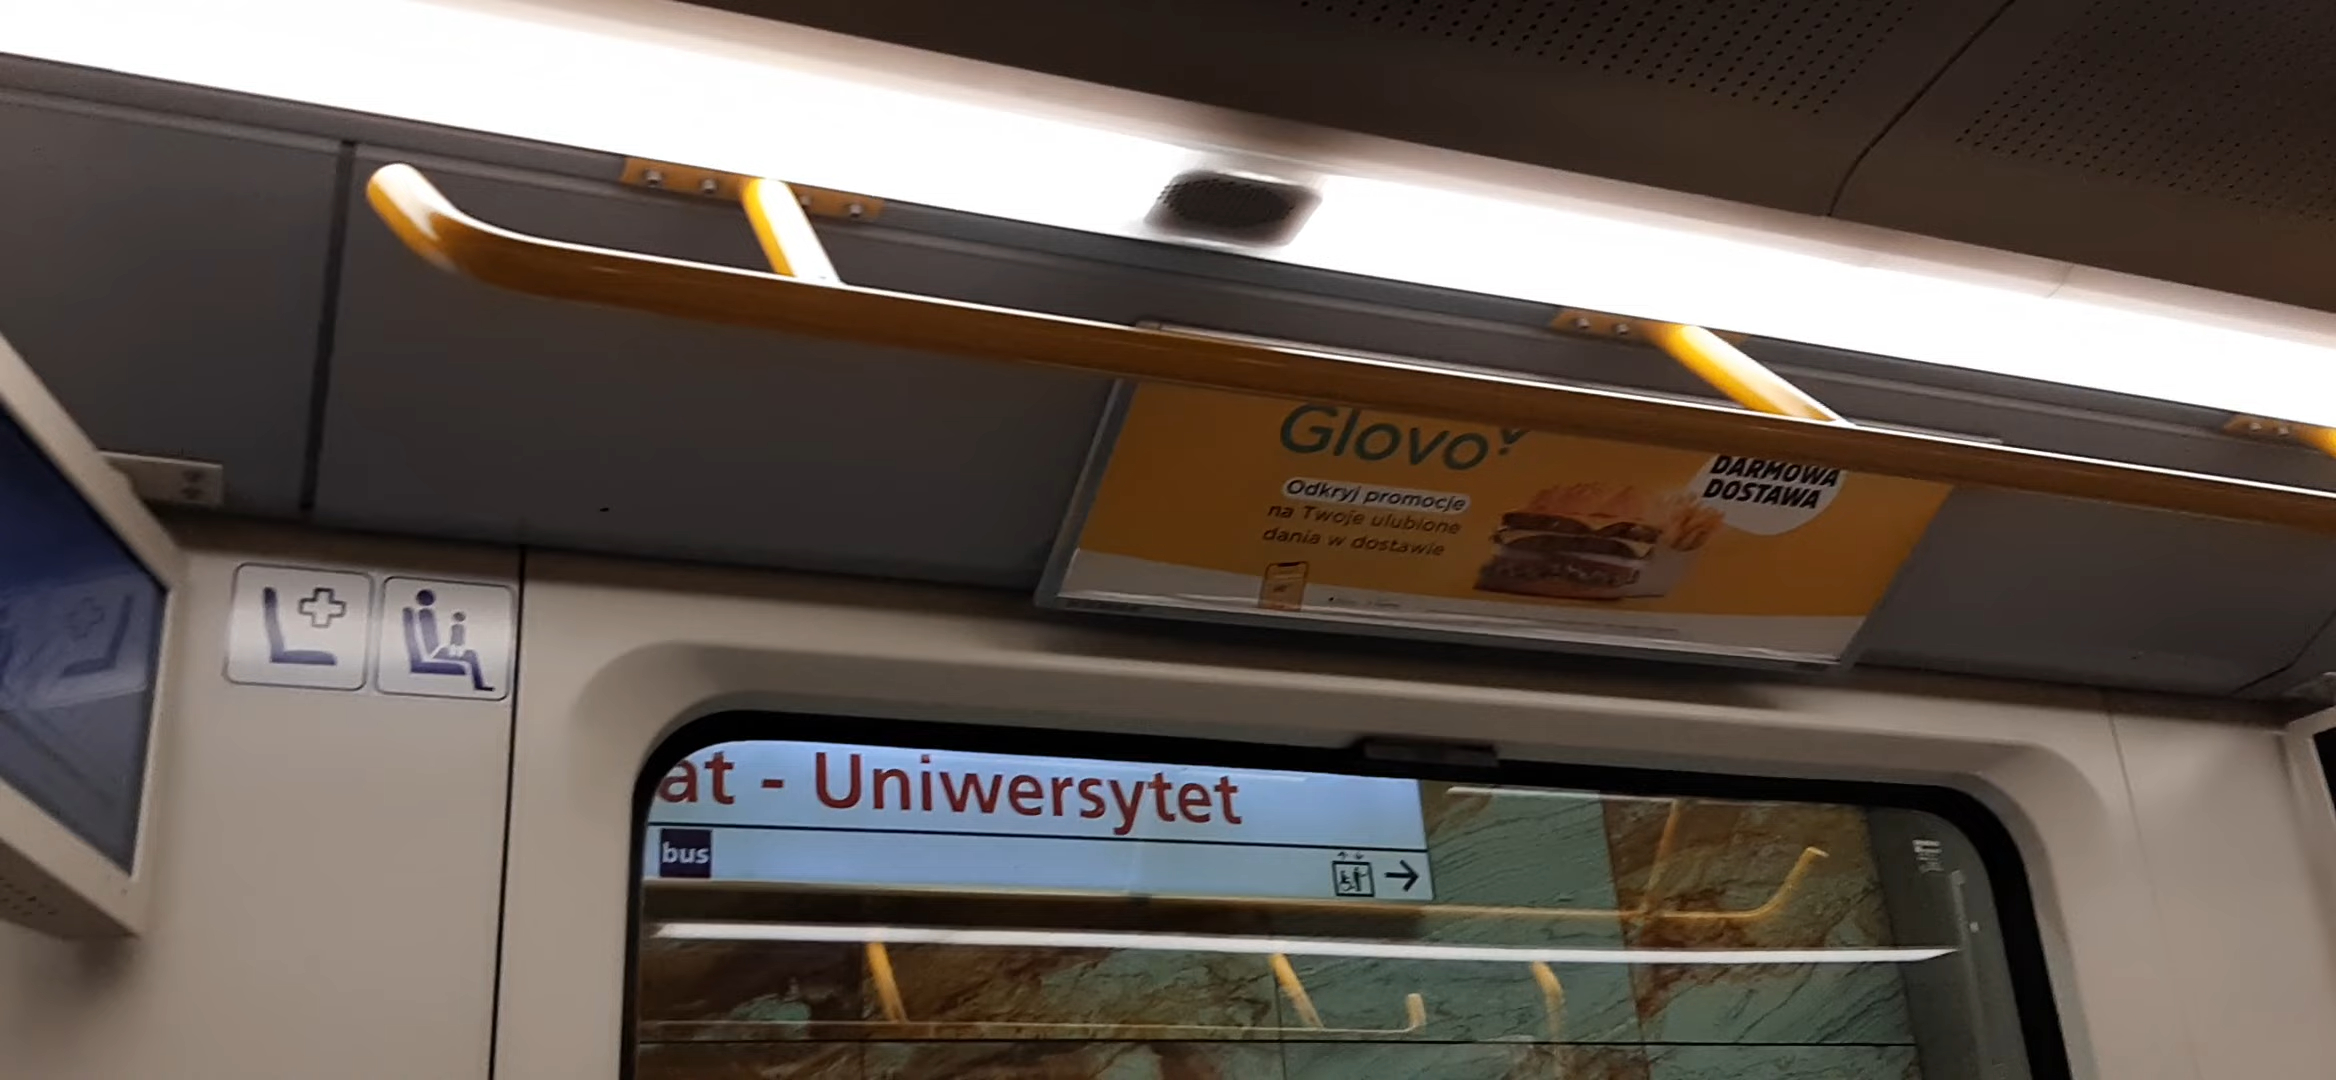 Glovo
Odkryj promocje
na Twoje ulubione
dania w dostawie
DARMOWA
DOSTAWA
at - Uniwersytet
bus